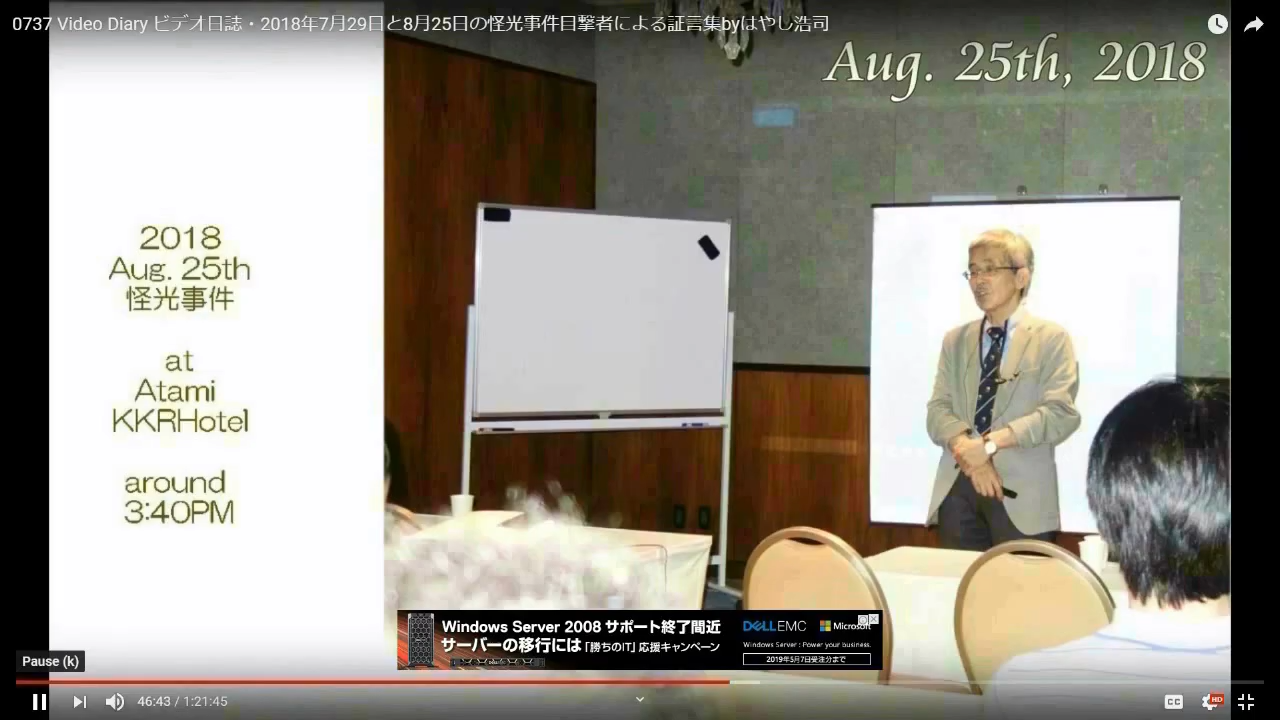 0737 Video Diary ビデオ日誌・2018年7月29日と8月25日の怪光事件目撃者による証言集byはやし浩司
Aug. 25th, 2018
2018
Aug. 25th
怪光事件
at
Atami
KKRHotel
around
3:40PM
Windows Server 2008 サポート終了間近
サーバーの移行には「勝ちのIT」応援キャンペーン
DELLEMC Microsoft
Windows Server : Power your business.
2019年5月7日受注分まで
Pause (k)
46:43 / 1:21:45
CC
HD